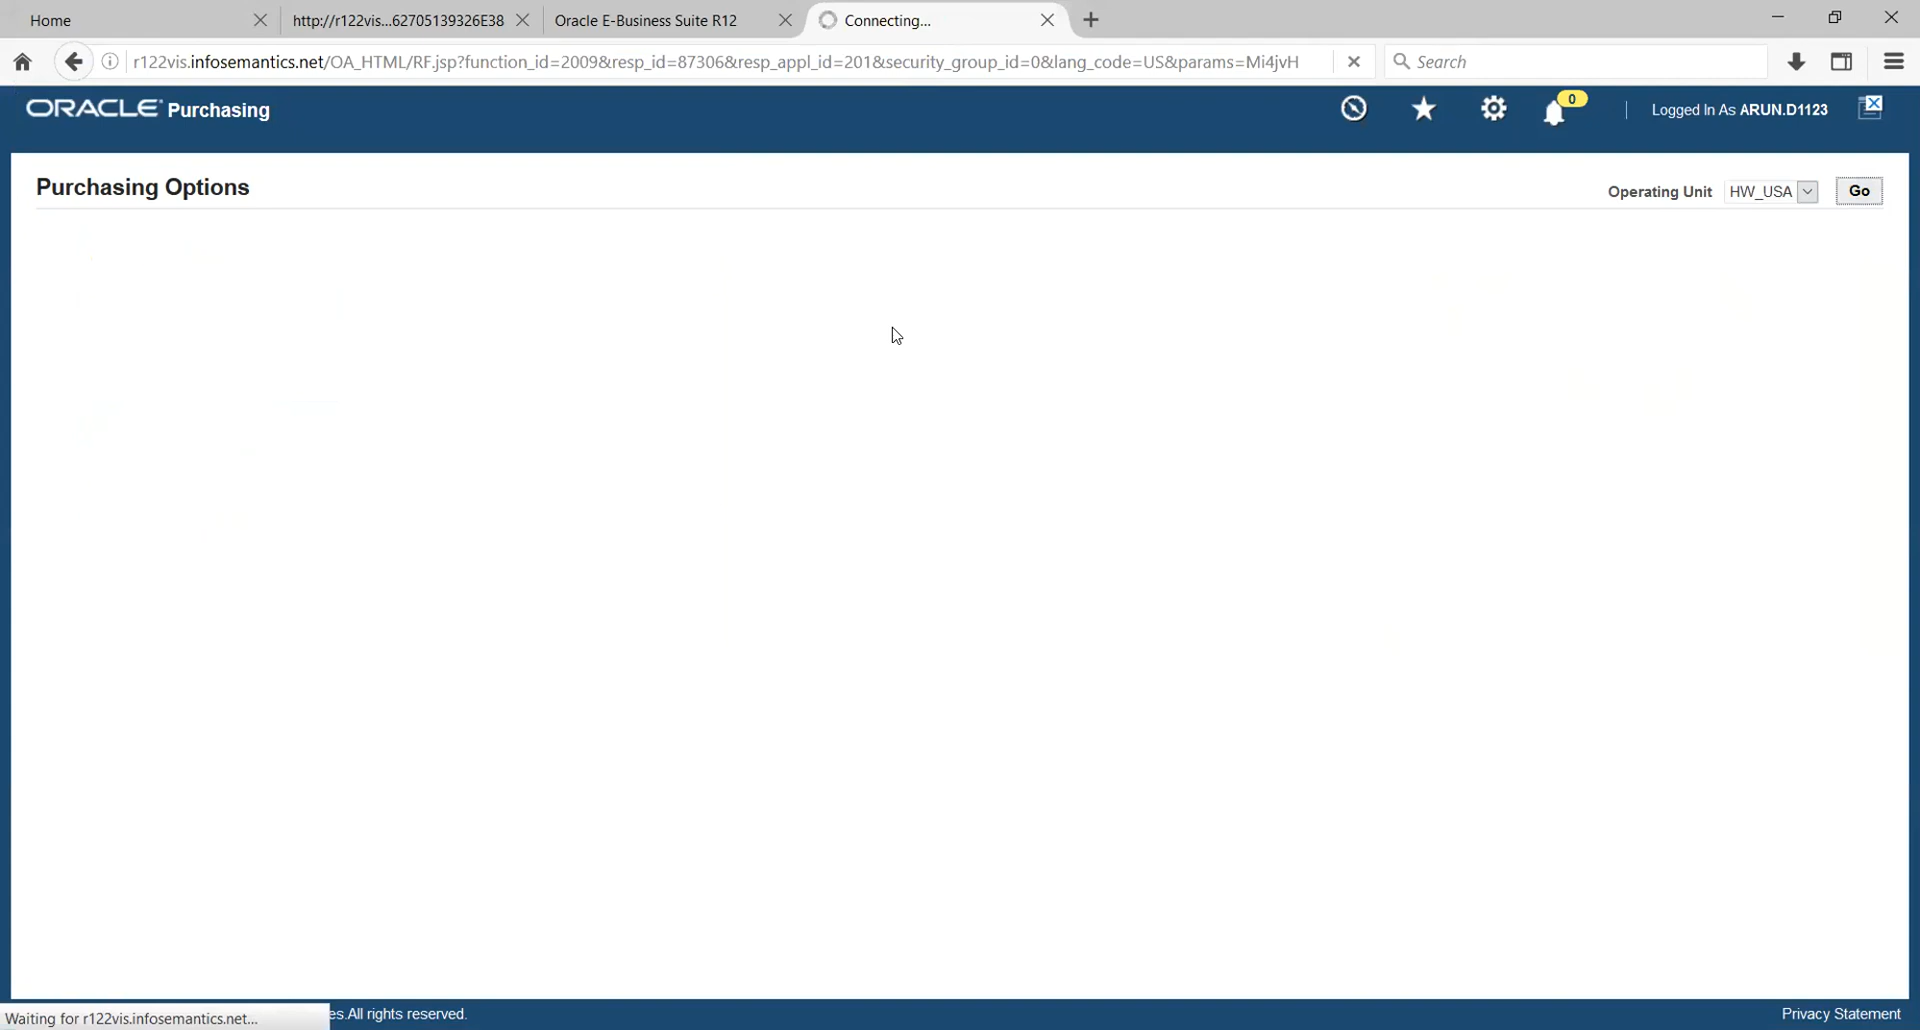 Home
http://r122vis...62705139326E38
Oracle E-Business Suite R12
Connecting...
r122vis.infosemantics.net/OA_HTML/RF.jsp?function_id=2009&resp_id=87306&resp_appl_id=201&security_group_id=0&lang_code=US&params=Mi4jvH
Search
ORACLE Purchasing
0
Logged In As ARUN.D1123
Purchasing Options
Operating Unit HW_USA Go
Waiting for r122vis.infosemantics.net...
es.All rights reserved.
Privacy Statement